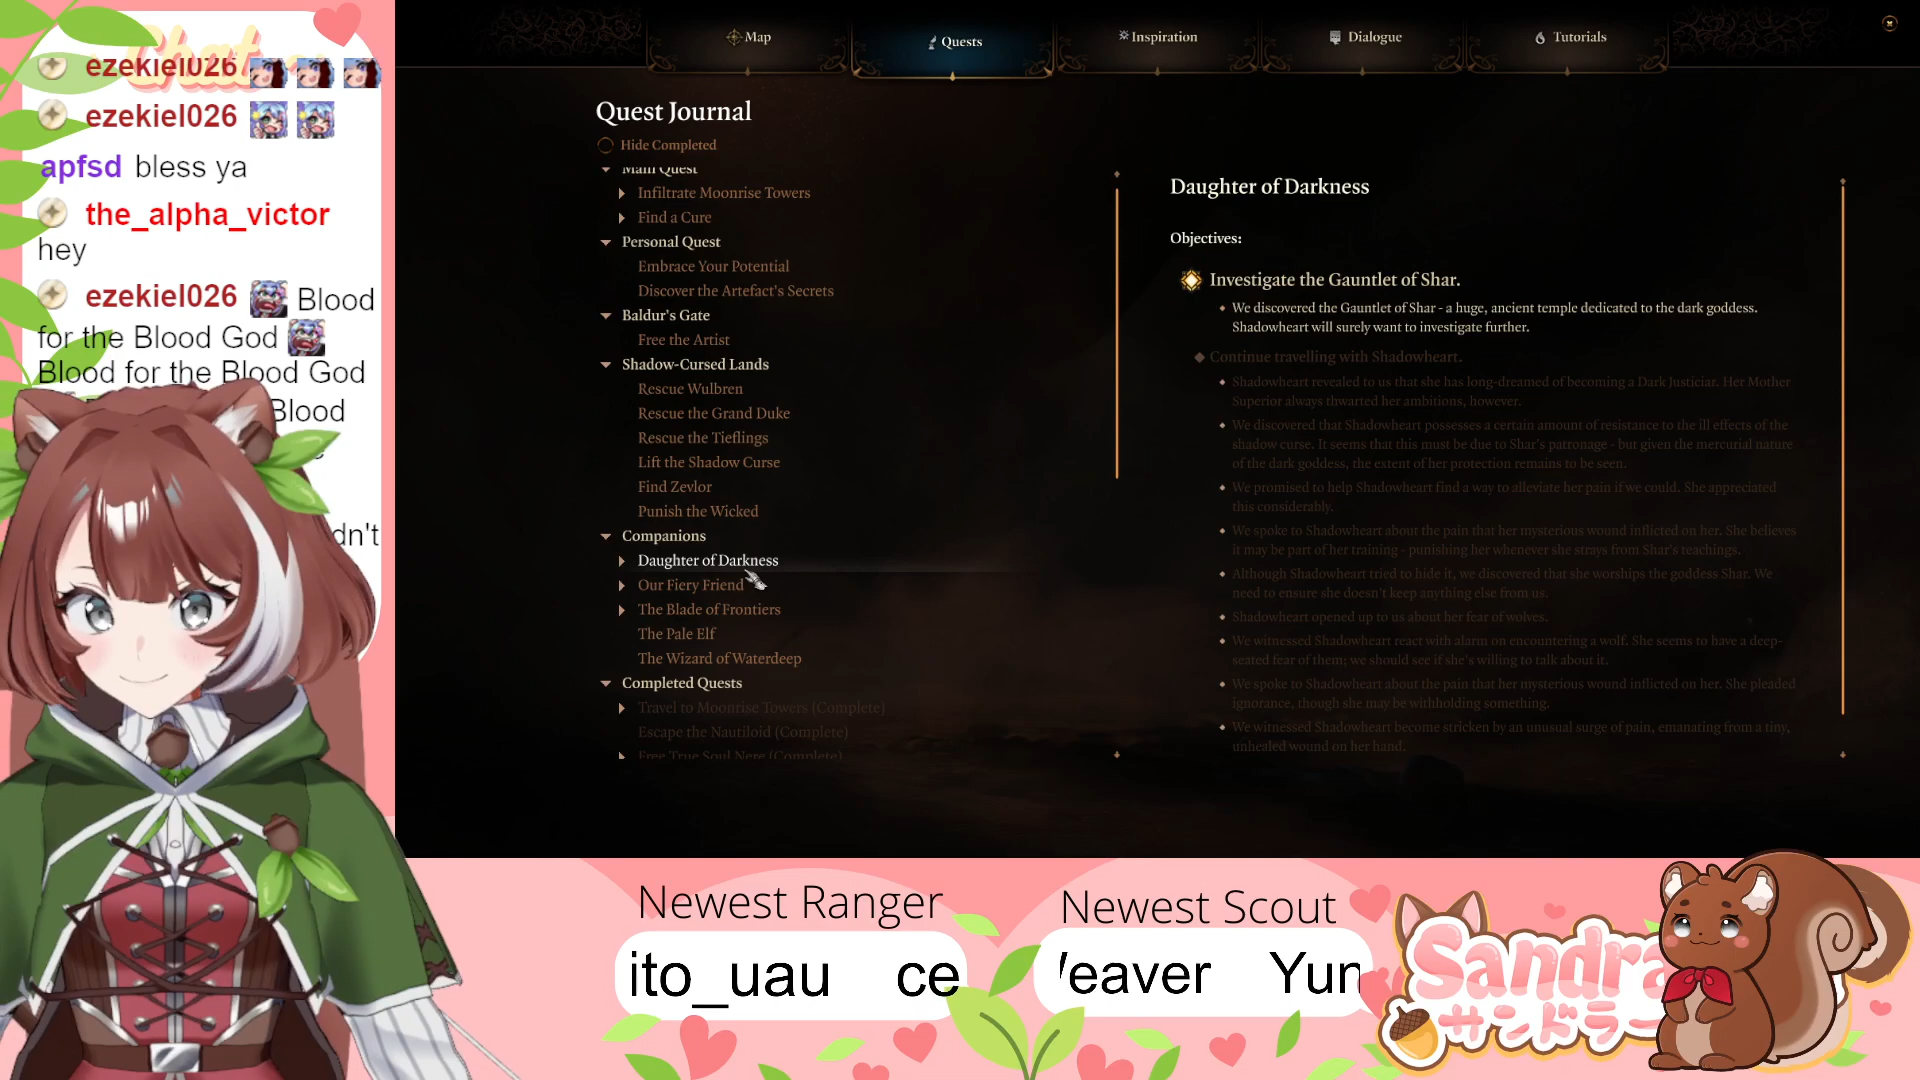 Chat
ezekiel026
ezekiel026
apfsd bless ya
the_alpha_victor
hey
ezekiel026 Blood
for the Blood God
Blood for the Blood God
Blood
dn't
Map
Quests
Inspiration
Dialogue
Tutorials
Quest Journal
Hide Completed
Main Quest
Infiltrate Moonrise Towers
Find a Cure
Personal Quest
Embrace Your Potential
Discover the Artefact's Secrets
Baldur's Gate
Free the Artist
Shadow-Cursed Lands
Rescue Wulbren
Rescue the Grand Duke
Rescue the Tieflings
Lift the Shadow Curse
Find Zevlor
Punish the Wicked
Companions
Daughter of Darkness
Our Fiery Friend
The Blade of Frontiers
The Pale Elf
The Wizard of Waterdeep
Completed Quests
Travel to Moonrise Towers (Complete)
Escape the Nautiloid (Complete)
Free True Soul Nere (Complete)
Daughter of Darkness
Objectives:
Investigate the Gauntlet of Shar.
We discovered the Gauntlet of Shar - a huge, ancient temple dedicated to the dark goddess.
Shadowheart will surely want to investigate further.
Continue travelling with Shadowheart.
Shadowheart revealed to us that she has long-dreamed of becoming a Dark Justiciar. Her Mother
Superior always thwarted her ambitions, however.
We discovered that Shadowheart possesses a certain amount of resistance to the ill effects of the
shadow curse. It seems that this must be due to Shar's patronage - but given the mercurial nature
of the dark goddess, the extent of her protection remains to be seen.
We promised to help Shadowheart find a way to alleviate her pain if we could. She appreciated
this considerably.
We spoke to Shadowheart about the pain that her mysterious wound inflicted on her. She believes
it may be part of her training - punishing her whenever she strays from Shar's teachings.
Although Shadowheart tried to hide it, we discovered that she worships the goddess Shar. We
need to ensure she doesn't keep anything else from us.
Shadowheart opened up to us about her fear of wolves.
We witnessed Shadowheart react with alarm on encountering a wolf. She seems to have a deep-
seated fear of them; we should see if she's willing to talk about it.
We spoke to Shadowheart about the pain that her mysterious wound inflicted on her. She pleaded
ignorance, though she may be withholding something.
We witnessed Shadowheart become stricken by an unusual surge of pain, emanating from a tiny,
unhealed wound on her hand.
Newest Ranger
ito_uau ce
Newest Scout
eaver Yun
Sandra
サンドラー